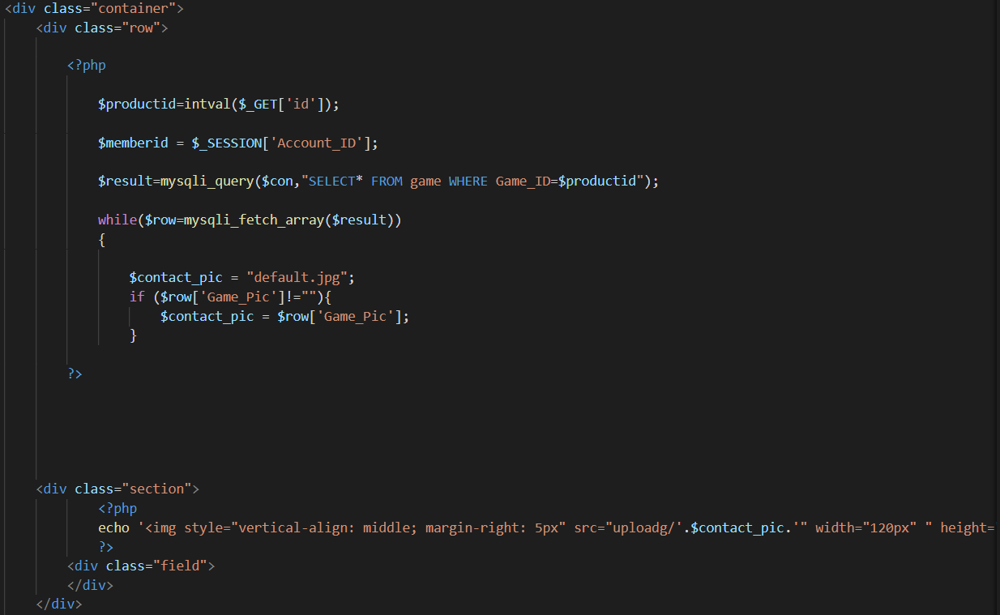 <div class="container">
<div class="row">
<?php
$productid=intval($_GET['id']);
$memberid = $_SESSION['Account_ID'];
$result=mysqli_query($con,"SELECT* FROM game WHERE Game_ID=$productid");
while($row=mysqli_fetch_array($result))
{
$contact_pic = "default.jpg";
if ($row['Game_Pic']!=""){
$contact_pic = $row['Game_Pic'];
}
?>
<div class="section">
<?php
echo '<img style="vertical-align: middle; margin-right: 5px" src="uploadg/'.$contact_pic.'" width="120px" " height=
?>
<div class="field">
</div>
</div>